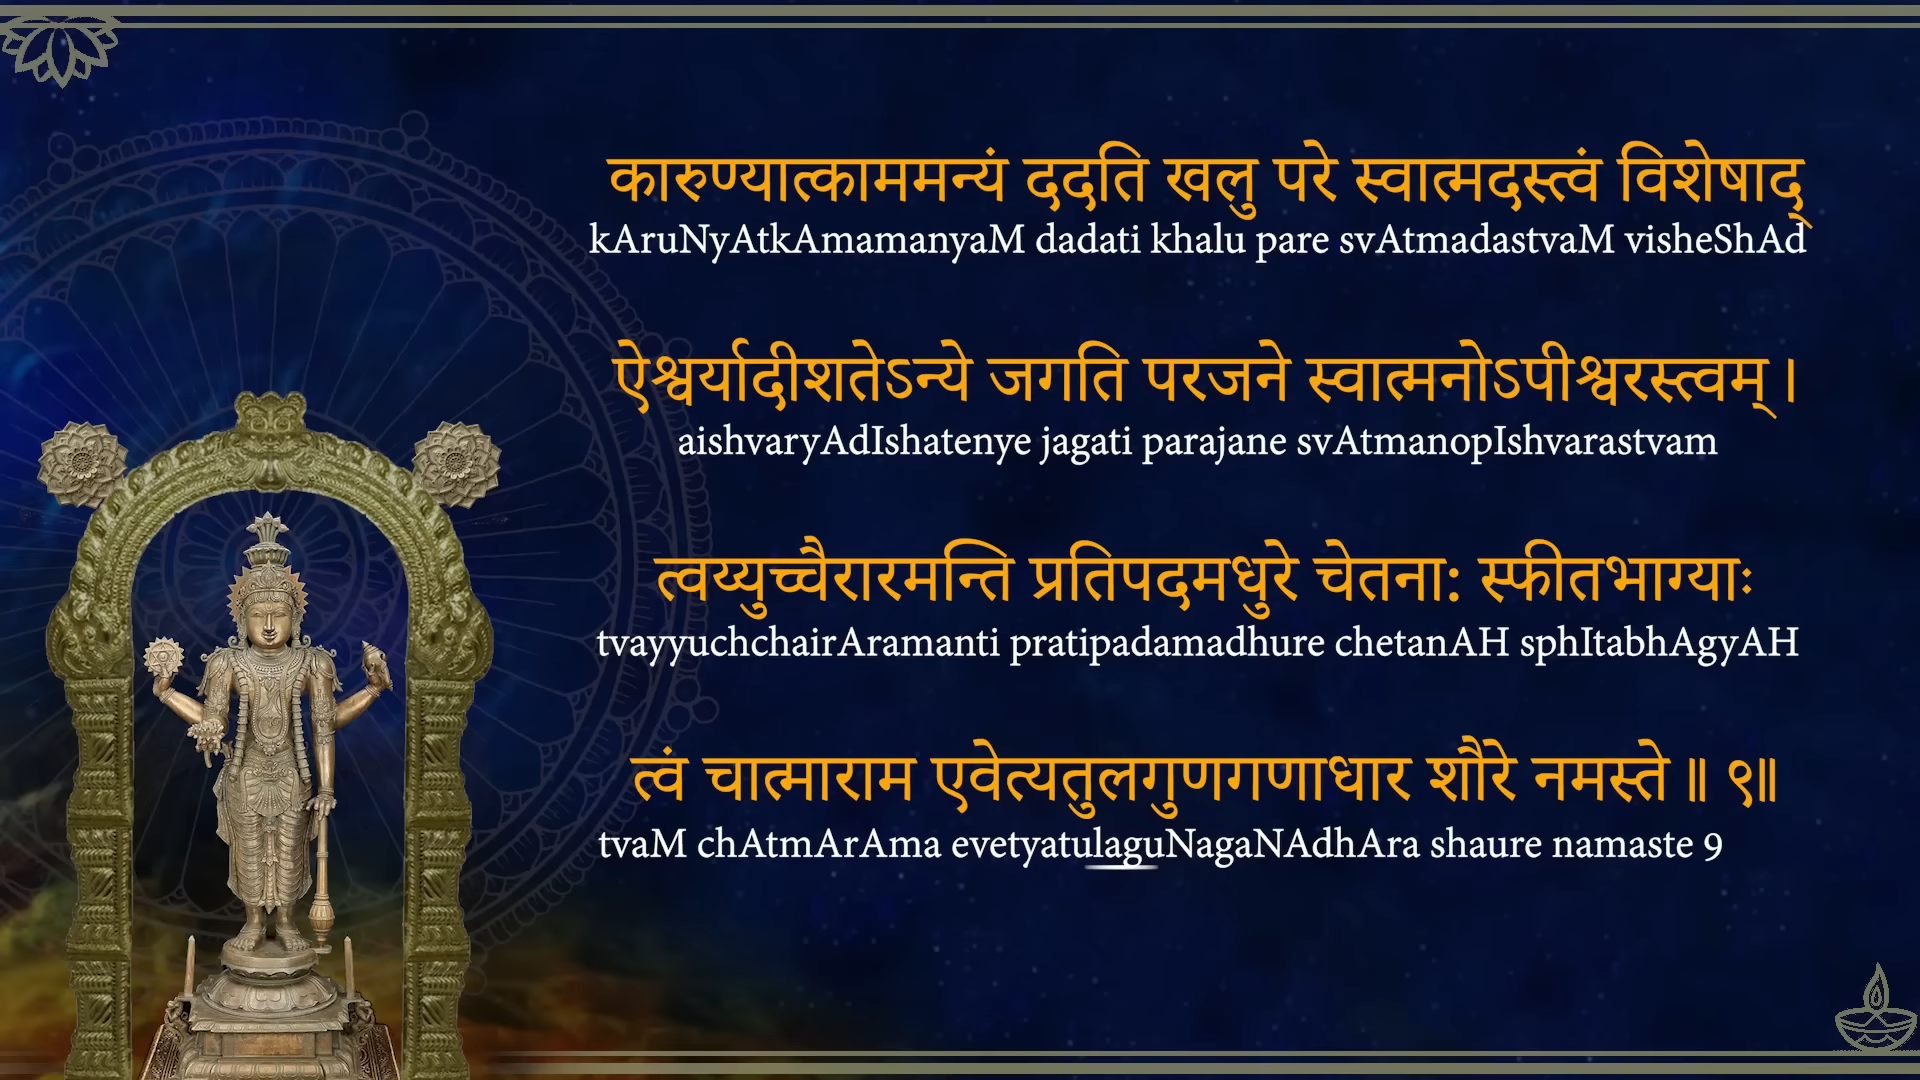 कारुण्यात्काममन्यं ददति खलु परे स्वात्मदस्त्वं विशेषाद्
kAruNyAtkAmamanyaM dadati khalu pare svAtmadastvaM visheShAd
ऐश्वर्यादीशतेऽन्ये जगति परजने स्वात्मनोऽपीश्वरस्त्वम् ।
aishvaryAdIshatenye jagati parajane svAtmanopIshvarastvam
त्वय्युच्चैरारमन्ति प्रतिपदमधुरे चेतना: स्फीतभाग्याः
tvayyuchchairAramanti pratipadamadhure chetanAH sphItabhAgyAH
त्वं चात्माराम एवेत्यतुलगुणगणाधार शौरे नमस्ते ॥ ९॥
tvaM chAtmArAma evetyatulaguNagaNAdhAra shaure namaste 9